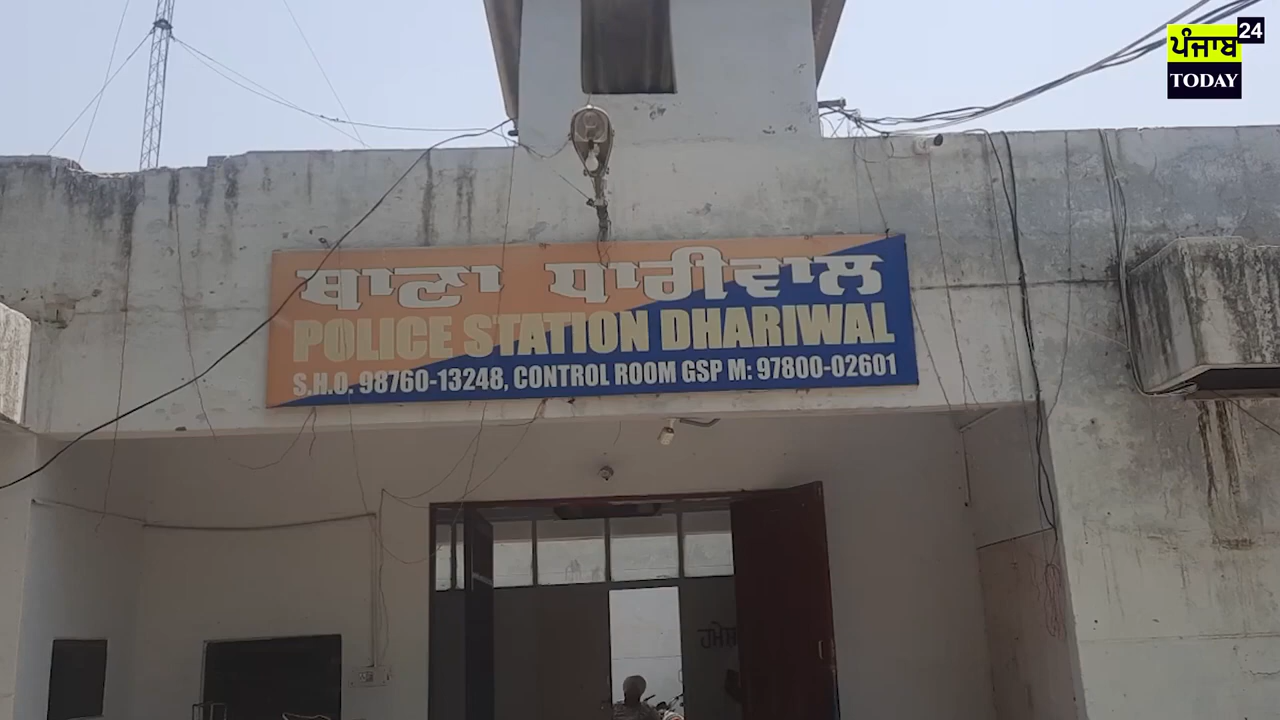 ਪੰਜਾਬ 24
TODAY
ਥਾਣਾ ਧਾਰੀਵਾਲ
POLICE STATION DHARIWAL
S.H.O. 98760-13248, CONTROL ROOM GSP M: 97800-02601